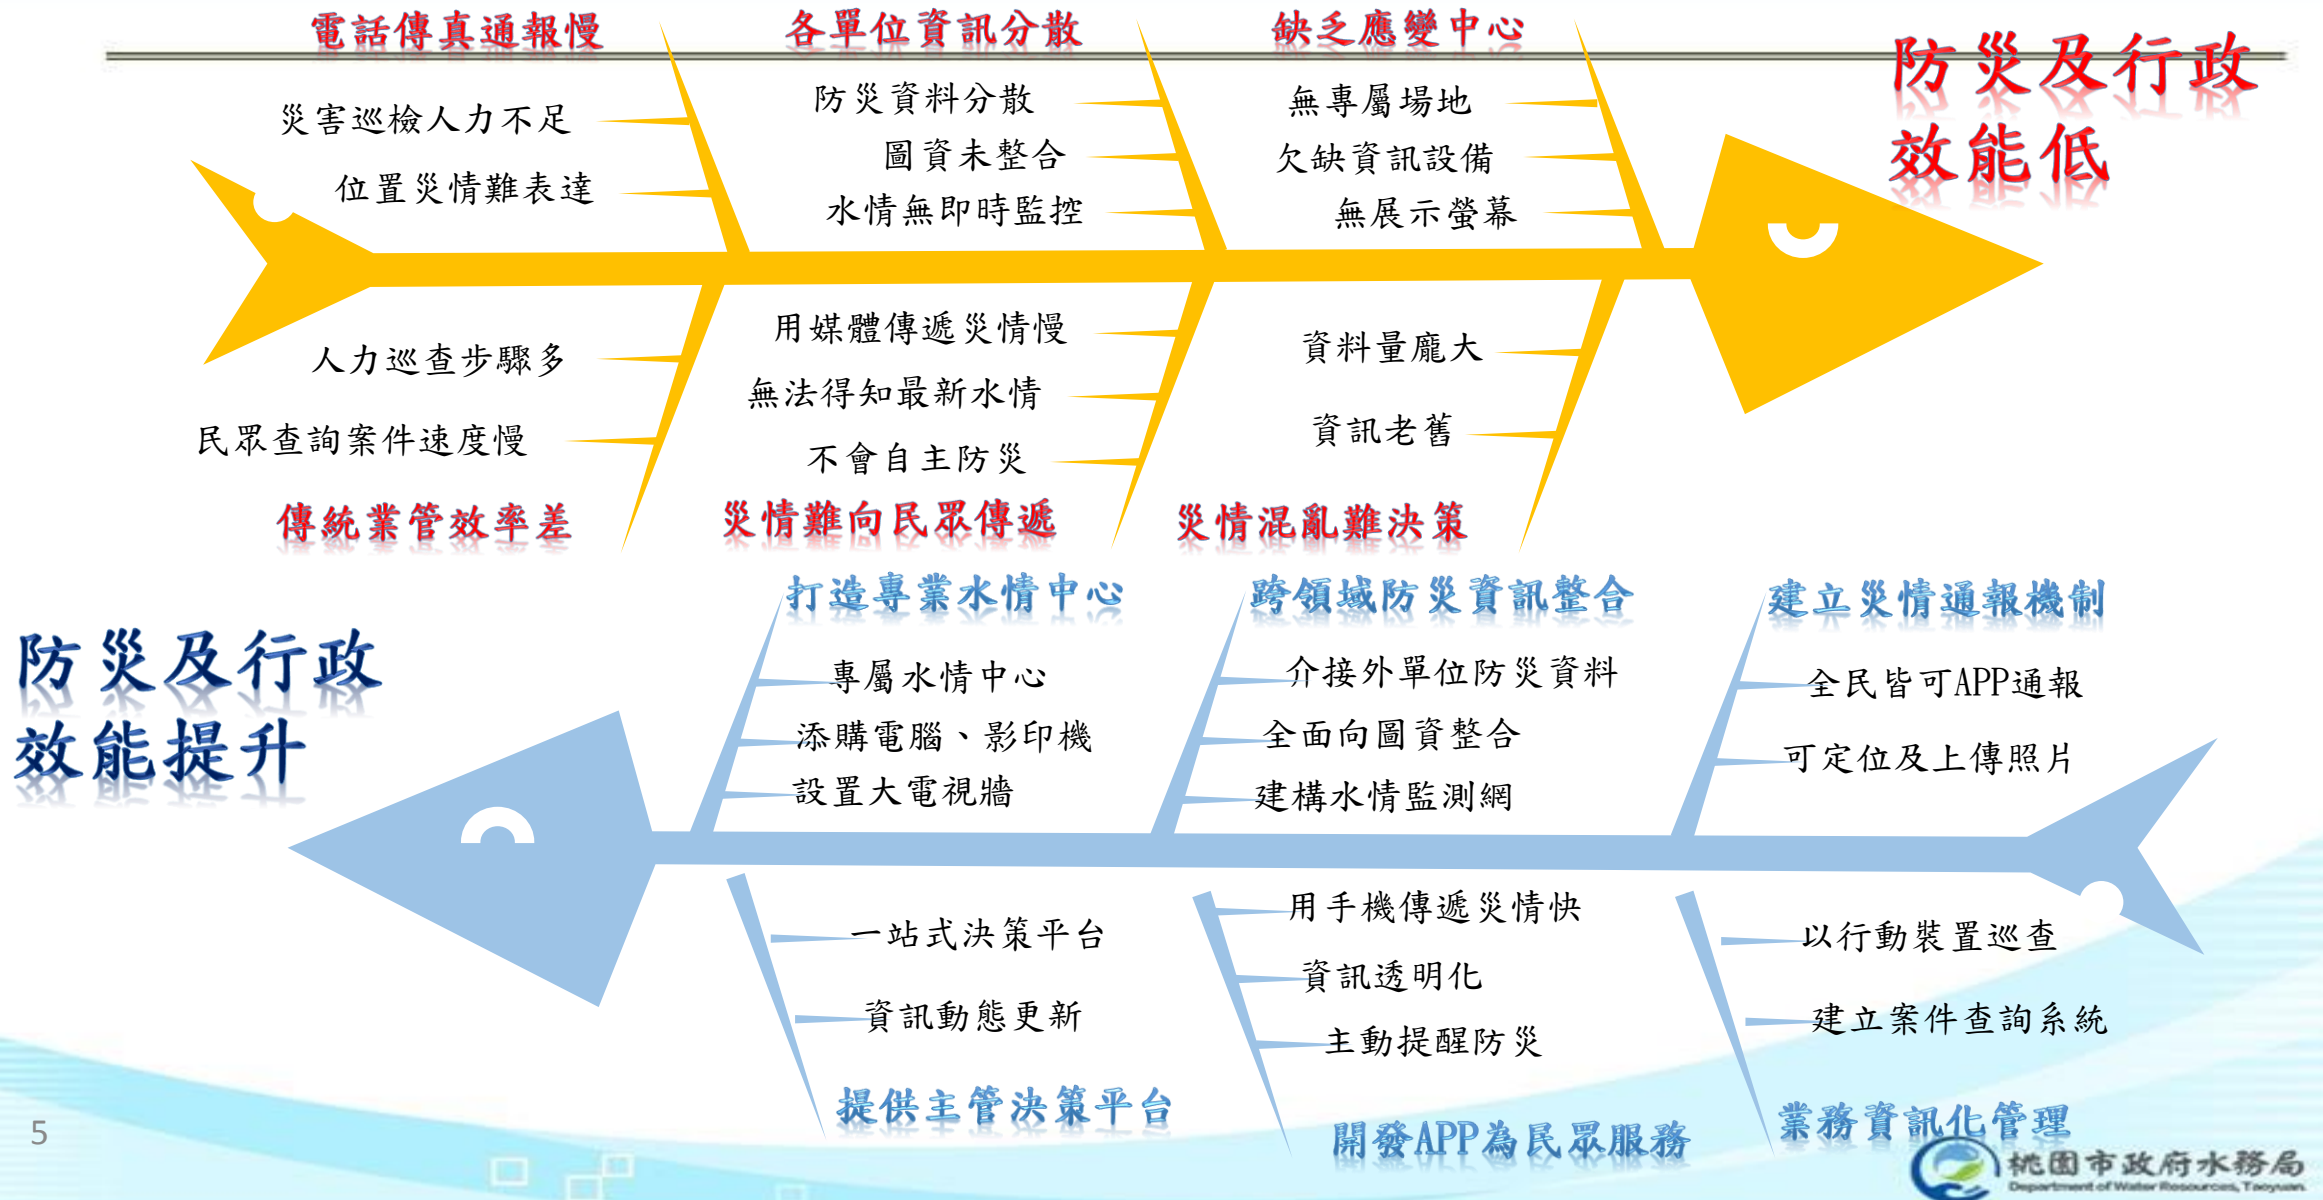 電話傳真通報慢
各單位資訊分散
缺乏應變中心
防災及行政
效能低
災害巡檢人力不足
位置災情難表達
防災資料分散
圖資未整合
水情無即時監控
無專屬場地
欠缺資訊設備
無展示螢幕
人力巡查步驟多
民眾查詢案件速度慢
用媒體傳遞災情慢
無法得知最新水情
不會自主防災
資料量龐大
資訊老舊
傳統業管效率差
災情難向民眾傳遞
災情混亂難決策
打造專業水情中心
跨領域防災資訊整合
建立災情通報機制
防災及行政
效能提升
專屬水情中心
添購電腦、影印機
設置大電視牆
介接外單位防災資料
全面向圖資整合
建構水情監測網
全民皆可APP通報
可定位及上傳照片
一站式決策平台
資訊動態更新
用手機傳遞災情快
資訊透明化
主動提醒防災
以行動裝置巡查
建立案件查詢系統
提供主管決策平台
開發APP為民眾服務
業務資訊化管理
5
桃園市政府水務局
Department of Water Resources, Taoyuan